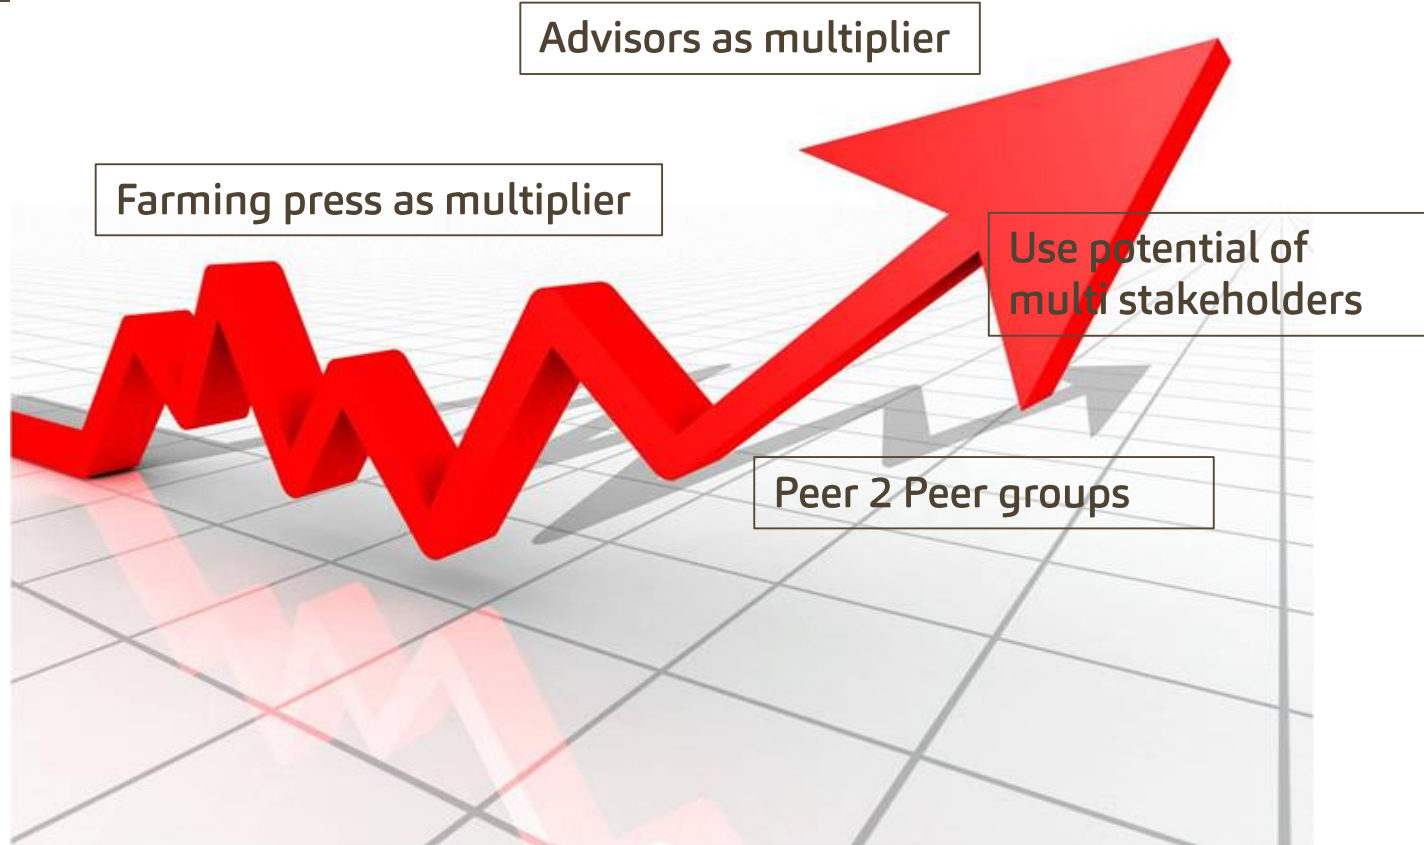 Advisors as multiplier
Farming press as multiplier
Use potential of
multi stakeholders
Peer 2 Peer groups